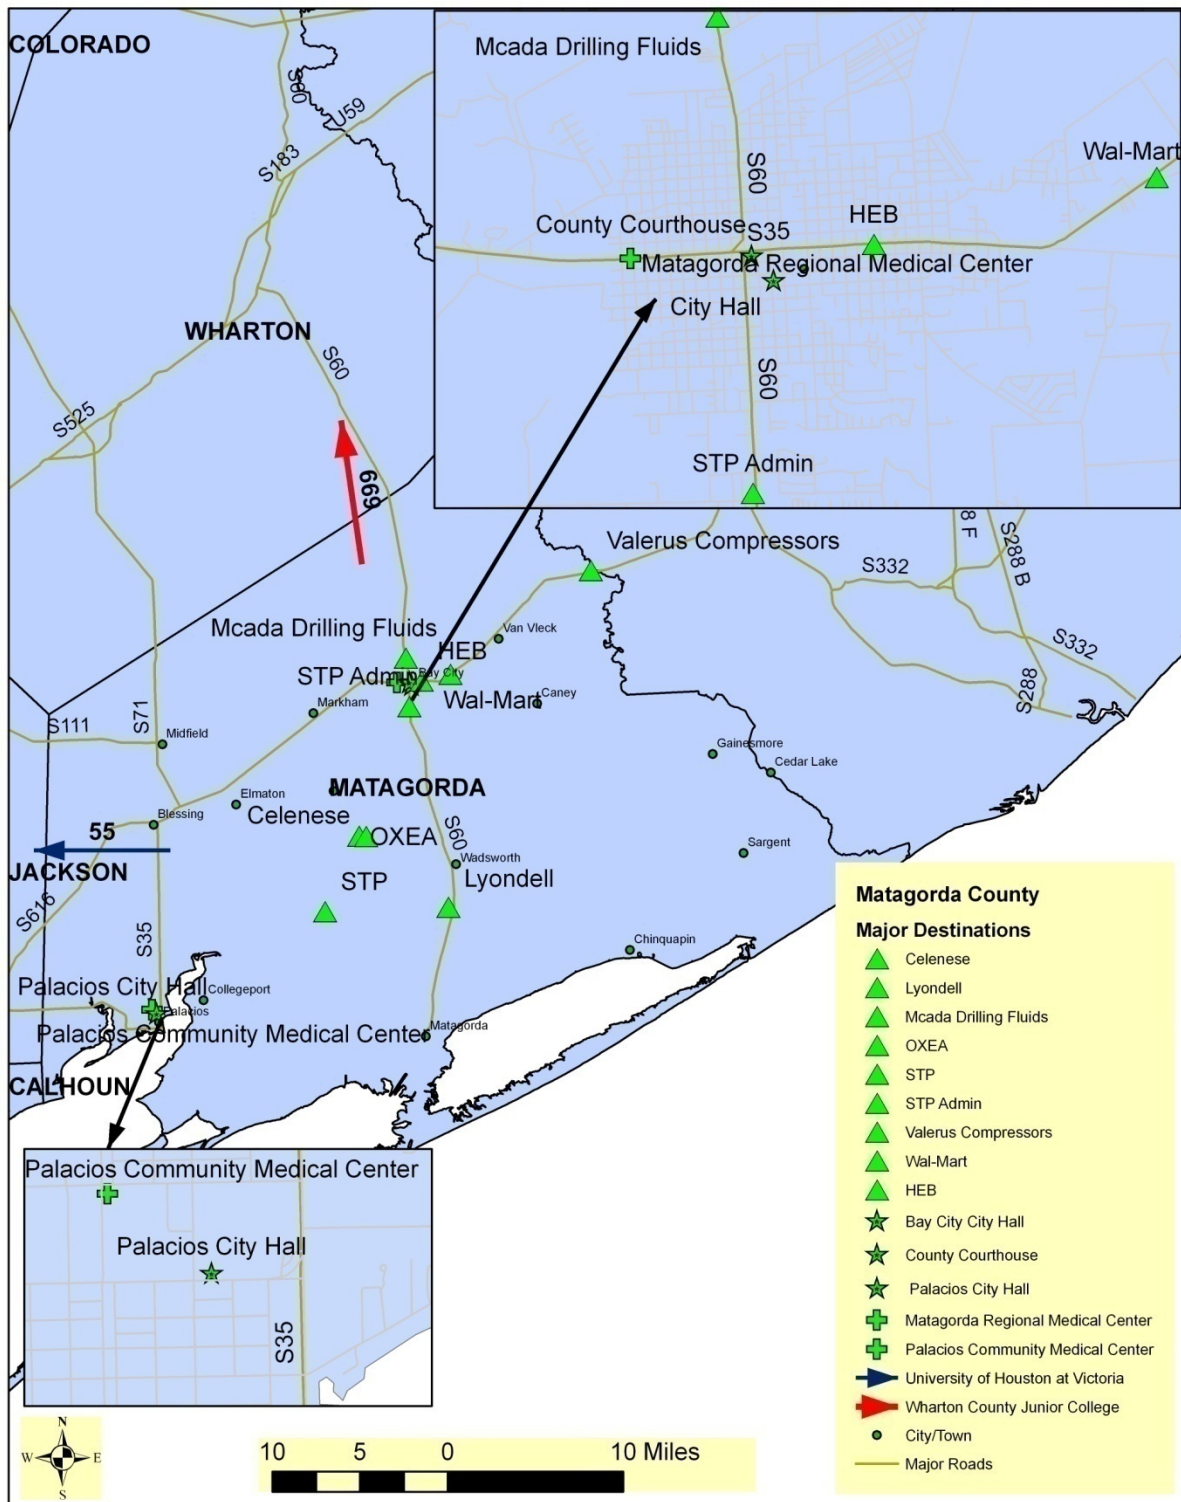 COLORADO
S60
U59
S183
WHARTON
S60
S525
669
Mcada Drilling Fluids
Wal-Mart
S60
HEB
County Courthouse
S35
Matagorda Regional Medical Center
City Hall
S60
STP Admin
8 F
S288 B
Valerus Compressors
S332
S332
S288
Van Vleck
Mcada Drilling Fluids
HEB
STP Admin
Bay City
Wal-Mart
Caney
Markham
S71
S111
Midfield
Gainesmore
Cedar Lake
MATAGORDA
Elmaton
Celenese
Blessing
55
OXEA
S60
Wadsworth
Sargent
JACKSON
STP
Lyondell
S616
S35
Chinquapin
Palacios City Hall
Collegeport
Palacios
Palacios Community Medical Center
Matagorda
CALHOUN
Palacios Community Medical Center
Palacios City Hall
S35
Matagorda County
Major Destinations
Celenese
Lyondell
Mcada Drilling Fluids
OXEA
STP
STP Admin
Valerus Compressors
Wal-Mart
HEB
Bay City City Hall
County Courthouse
Palacios City Hall
Matagorda Regional Medical Center
Palacios Community Medical Center
University of Houston at Victoria
Wharton County Junior College
City/Town
Major Roads
N
W E
S
10 5 0 10 Miles